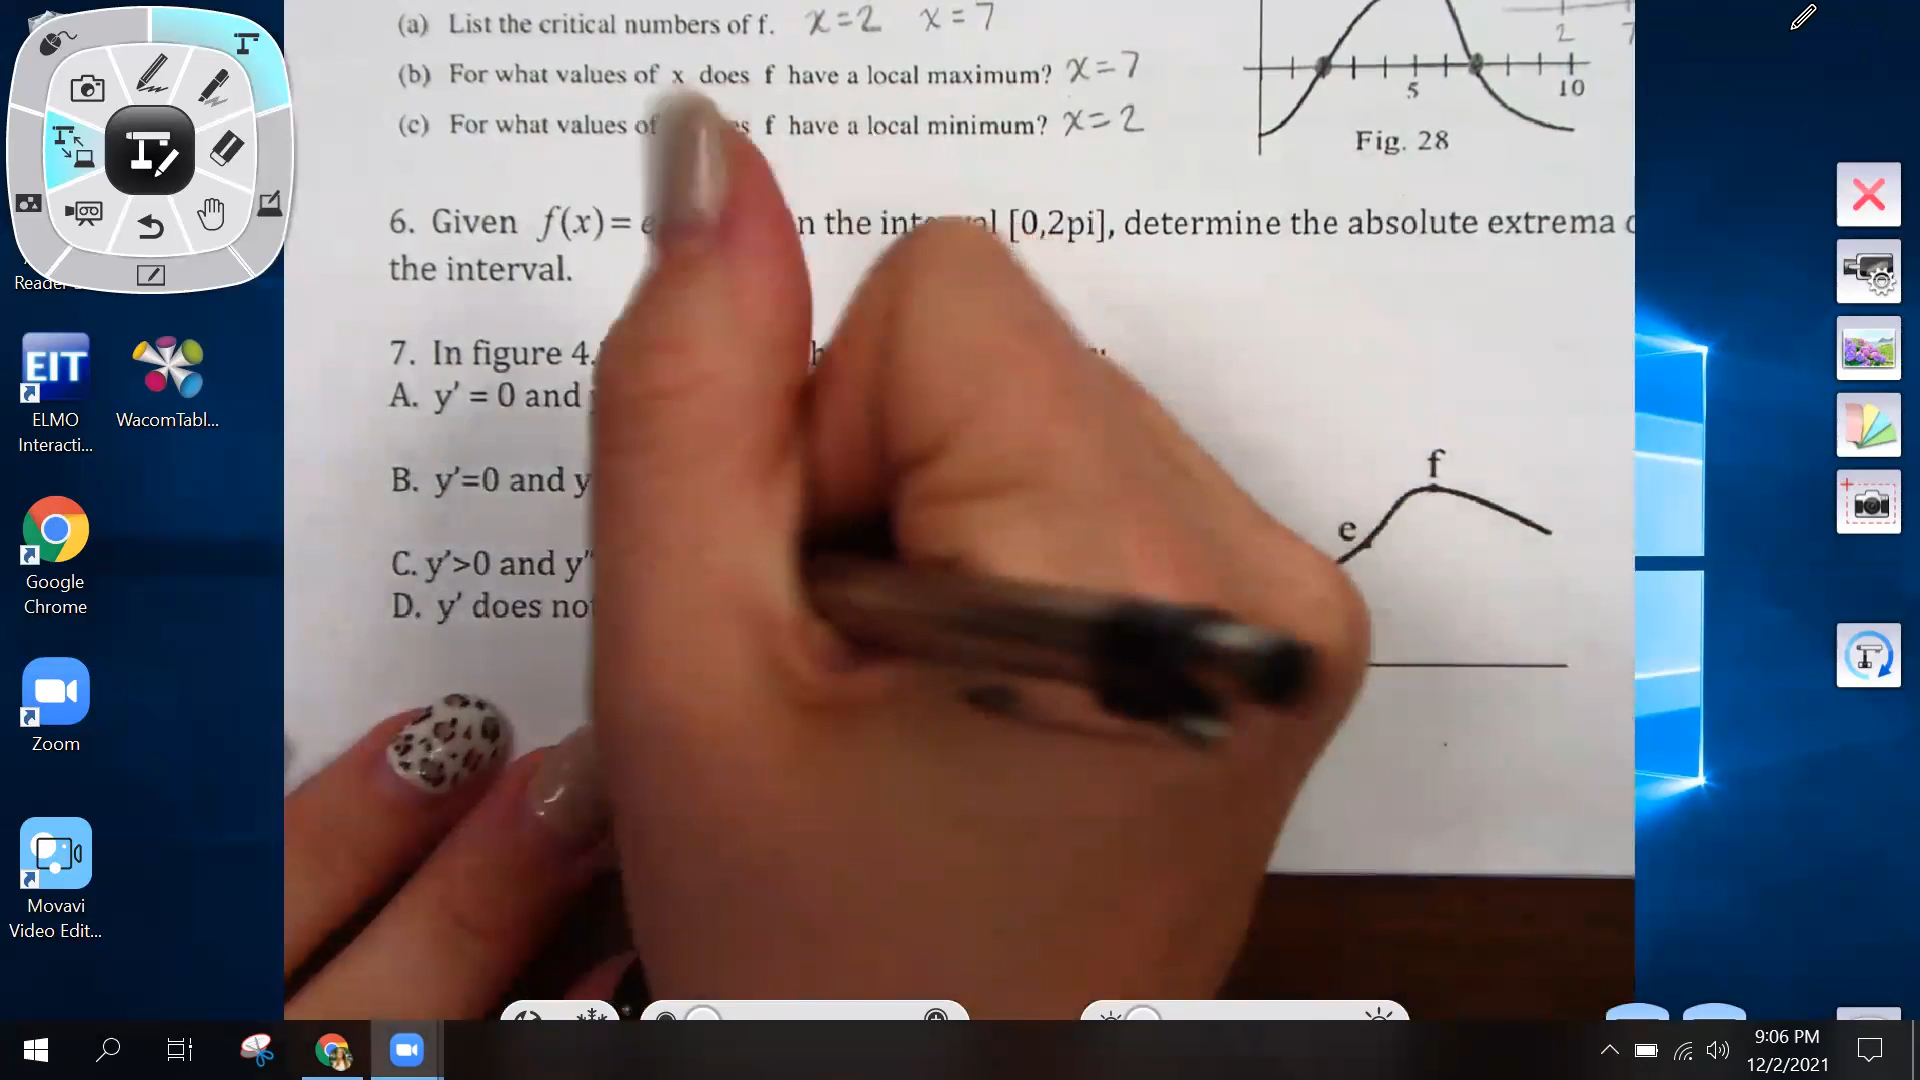 (a) List the critical numbers of f. x=2 x=7
(b) For what values of x does f have a local maximum? x=7
(c) For what values of f have a local minimum? x=2
2 7
5 10
Fig. 28
6. Given f(x)= on the [0,2pi], determine the absolute extrema
the interval.
7. In figure 4.
A. y' = 0 and
B. y'=0 and y
C. y'>0 and y"
D. y' does not
f
e
Reader
EIT
ELMO
Interacti...
WacomTabl...
Google
Chrome
Zoom
Movavi
Video Edit...
9:06 PM
12/2/2021